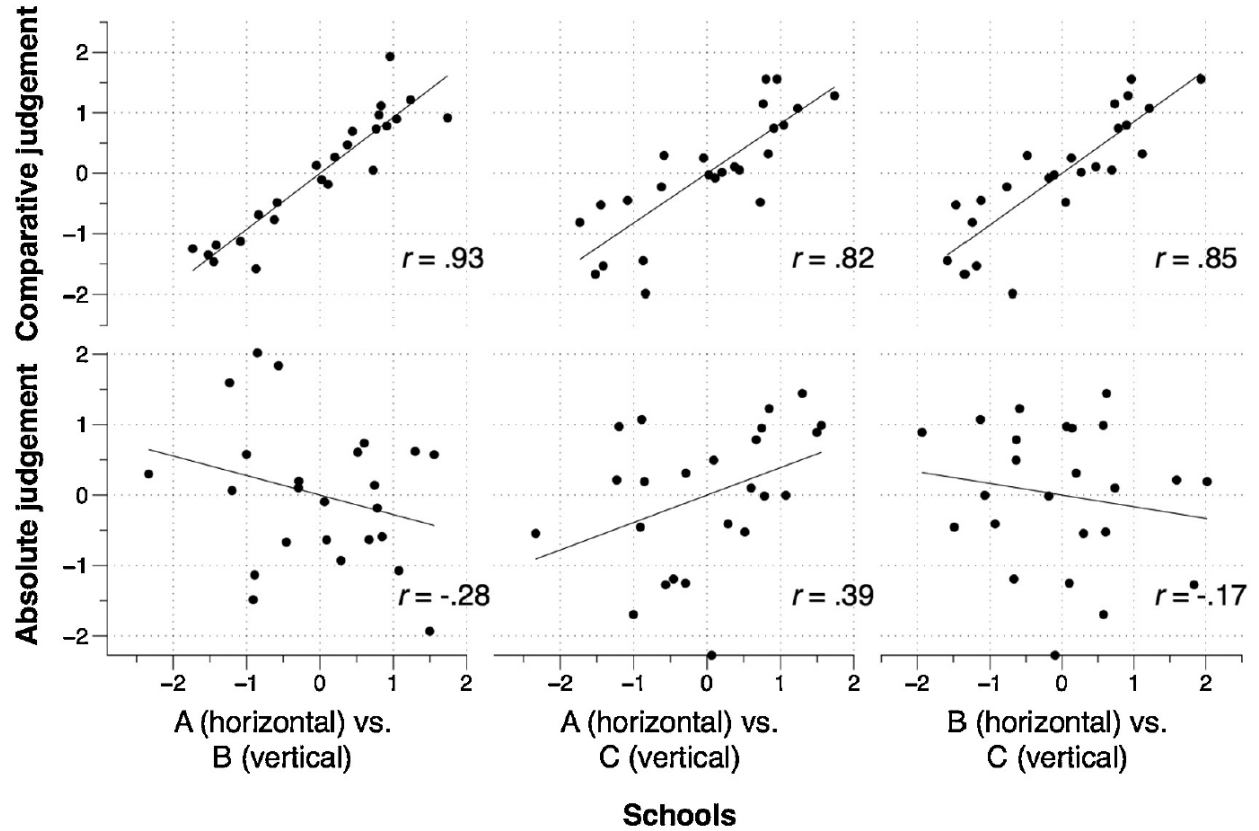 Comparative judgement
2
1
0
−1
−2
r = .93
r = .82
r = .85
Absolute judgement
2
1
0
−1
−2
r = -.28
r = .39
r = -.17
−2 −1 0 1 2
−2 −1 0 1 2
−2 −1 0 1 2
A (horizontal) vs.
B (vertical)
A (horizontal) vs.
C (vertical)
B (horizontal) vs.
C (vertical)
Schools